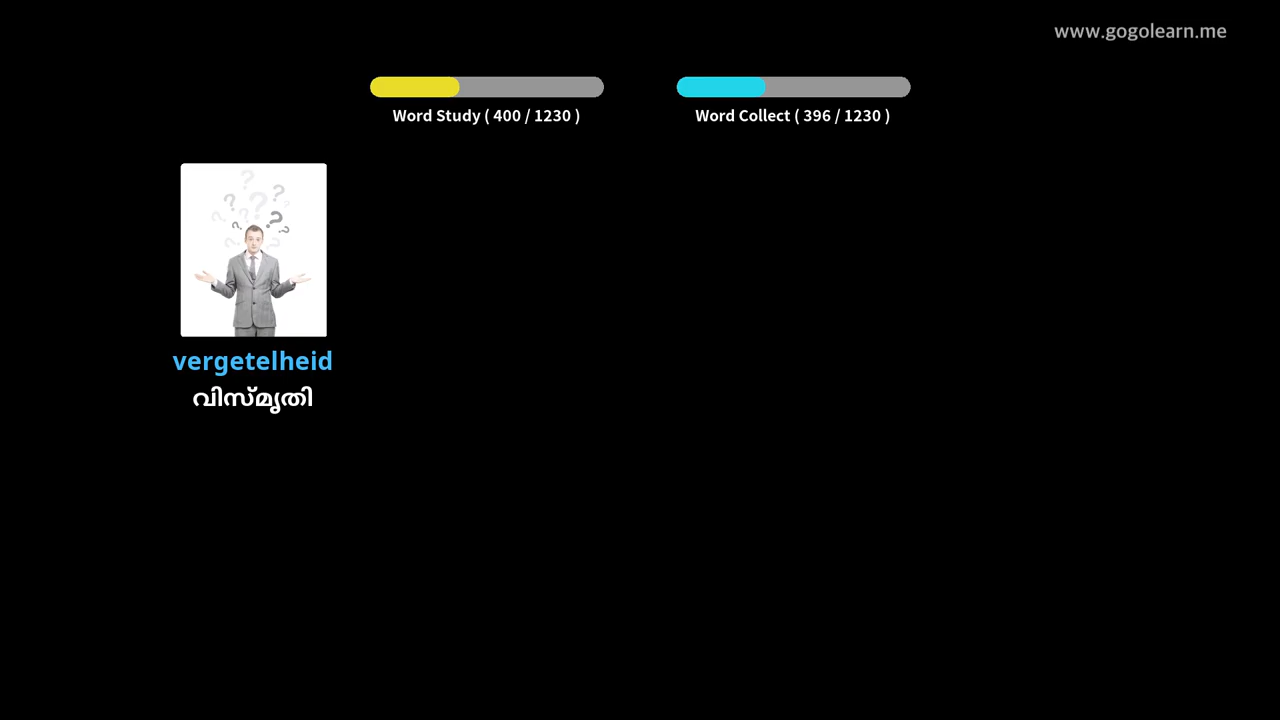 www.gogolearn.me
Word Study ( 400 / 1230 )
Word Collect ( 396 / 1230 )
vergetelheid
വിസ്മൃതി